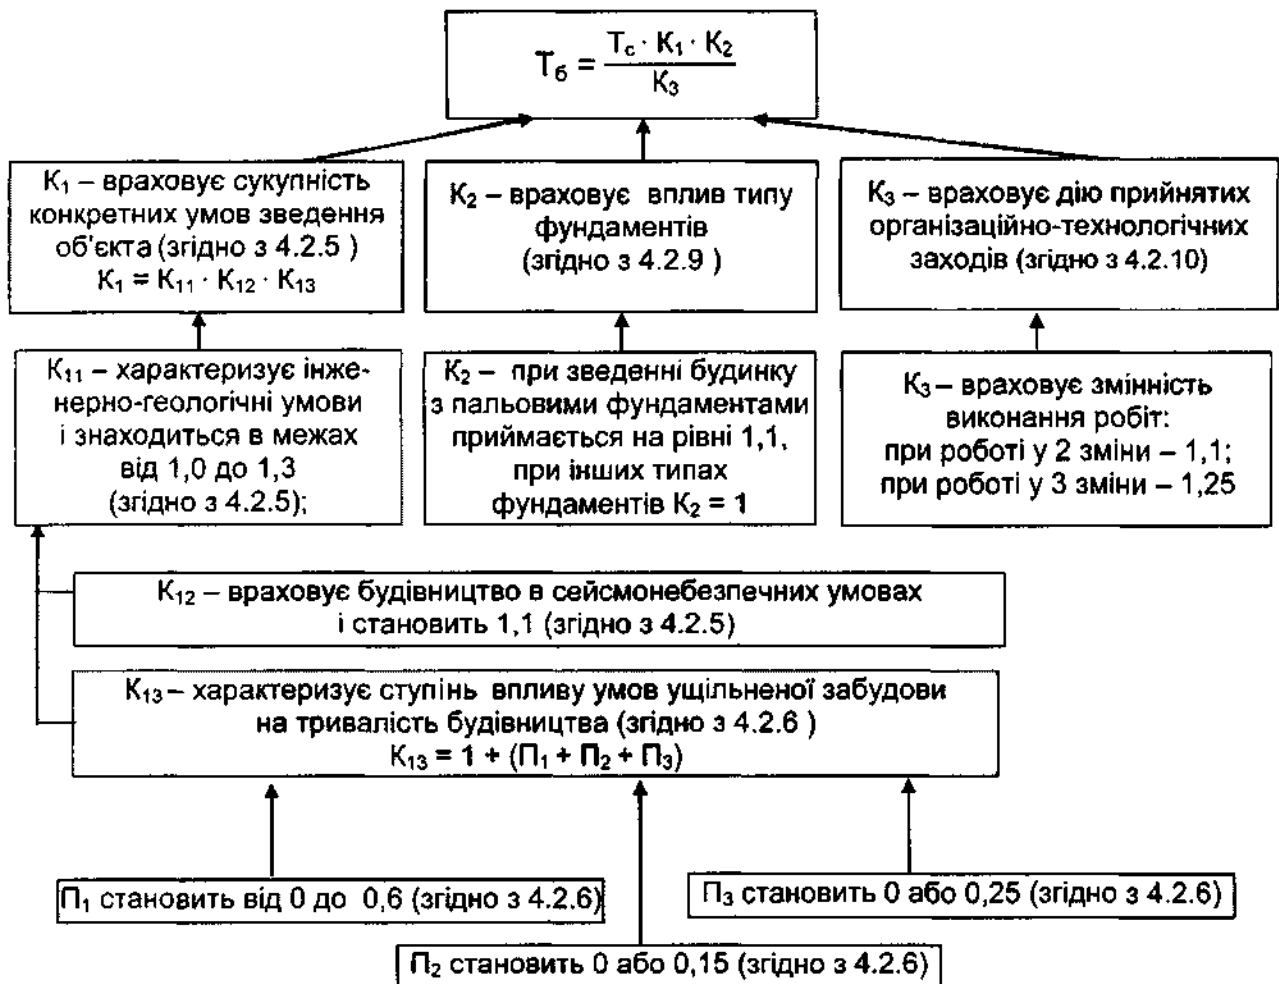 Тб = Тс · К1 · К2 / К3
К1 – враховує сукупність
конкретних умов зведення
об'єкта (згідно з 4.2.5 )
К1 = К11 · К12 · К13
К2 – враховує вплив типу
фундаментів
(згідно з 4.2.9 )
К3 – враховує дію прийнятих
організаційно-технологічних
заходів (згідно з 4.2.10)
К11 – характеризує інже-
нерно-геологічні умови
і знаходиться в межах
від 1,0 до 1,3
(згідно з 4.2.5);
К2 – при зведенні будинку
з пальовими фундаментами
приймається на рівні 1,1,
при інших типах
фундаментів К2 = 1
К3 – враховує змінність
виконання робіт:
при роботі у 2 зміни – 1,1;
при роботі у 3 зміни – 1,25
К12 – враховує будівництво в сейсмонебезпечних умовах
і становить 1,1 (згідно з 4.2.5)
К13 – характеризує ступінь впливу умов ущільненої забудови
на тривалість будівництва (згідно з 4.2.6 )
К13 = 1 + (П1 + П2 + П3)
П1 становить від 0 до 0,6 (згідно з 4.2.6)
П3 становить 0 або 0,25 (згідно з 4.2.6)
П2 становить 0 або 0,15 (згідно з 4.2.6)